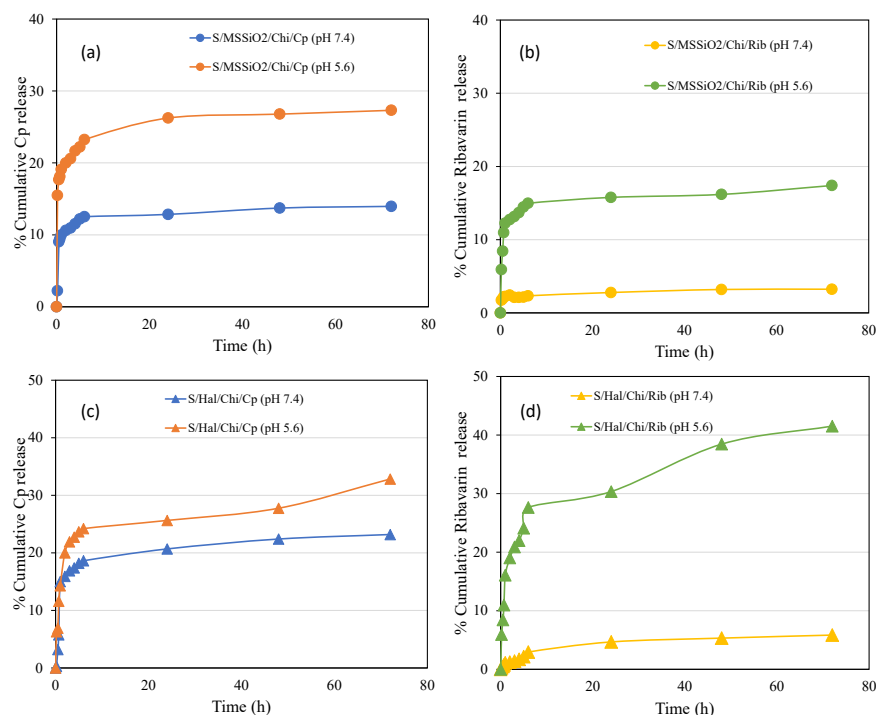 40
30
20
10
0
% Cumulative Cp release
(a)
S/MSSiO2/Chi/Cp (pH 7.4)
S/MSSiO2/Chi/Cp (pH 5.6)
0 20 40 60 80
Time (h)
40
30
20
10
0
% Cumulative Ribavarin release
(b)
S/MSSiO2/Chi/Rib (pH 7.4)
S/MSSiO2/Chi/Rib (pH 5.6)
0 20 40 60 80
Time (h)
50
40
30
20
10
0
% Cumulative Cp release
(c)
S/Hal/Chi/Cp (pH 7.4)
S/Hal/Chi/Cp (pH 5.6)
0 20 40 60 80
Time (h)
50
40
30
20
10
0
% Cumulative Ribavarin release
(d)
S/Hal/Chi/Rib (pH 7.4)
S/Hal/Chi/Rib (pH 5.6)
0 20 40 60 80
Time (h)